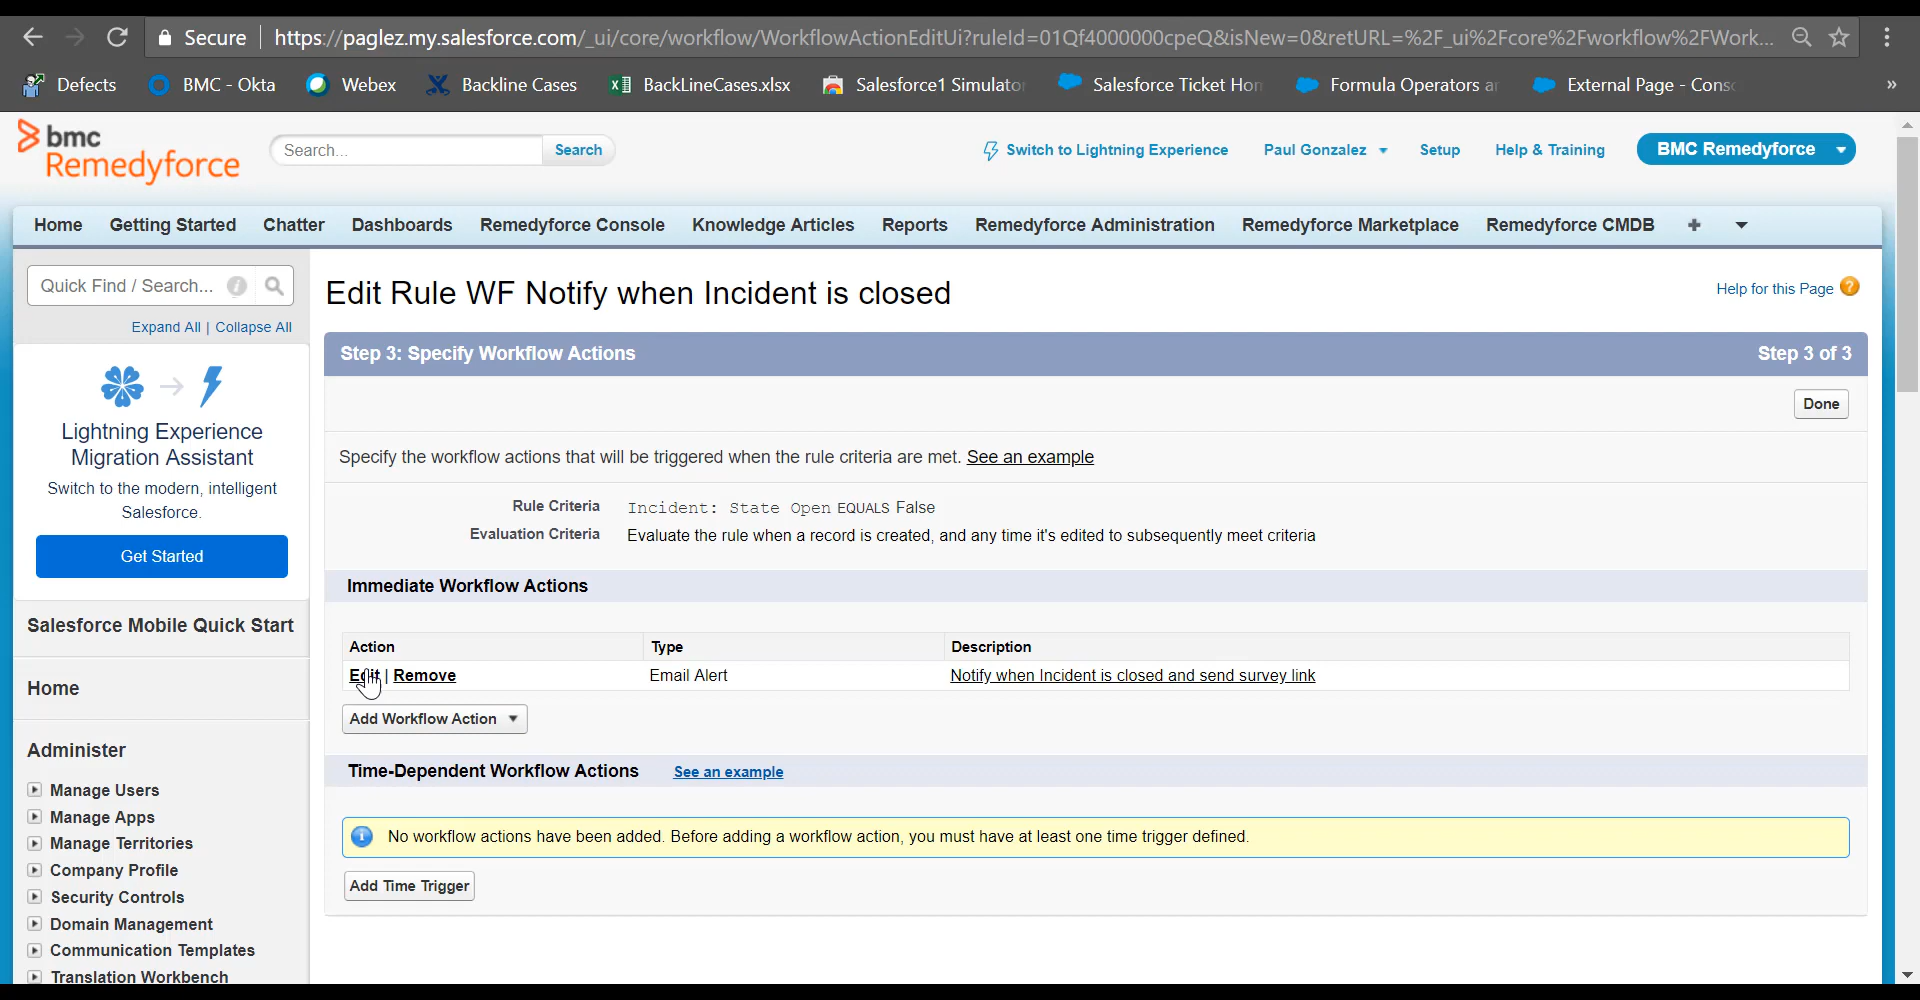 Secure
https://paglez.my.salesforce.com/_ui/core/workflow/WorkflowActionEditUi?ruleId=01Qf4000000cpeQ&isNew=0&retURL=%2F_ui%2Fcore%2Fworkflow%2FWork...
Defects
BMC - Okta
Webex
Backline Cases
BackLineCases.xlsx
Salesforce1 Simulator
Salesforce Ticket Hom
Formula Operators ar
External Page - Conso
»
bmc
Remedyforce
Search...
Search
Switch to Lightning Experience
Paul Gonzalez
Setup
Help & Training
BMC Remedyforce
Home
Getting Started
Chatter
Dashboards
Remedyforce Console
Knowledge Articles
Reports
Remedyforce Administration
Remedyforce Marketplace
Remedyforce CMDB
+
Quick Find / Search...
Expand All | Collapse All
Lightning Experience
Migration Assistant
Switch to the modern, intelligent
Salesforce.
Get Started
Salesforce Mobile Quick Start
Home
Administer
Manage Users
Manage Apps
Manage Territories
Company Profile
Security Controls
Domain Management
Communication Templates
Translation Workbench
Edit Rule WF Notify when Incident is closed
Help for this Page
Step 3: Specify Workflow Actions
Step 3 of 3
Done
Specify the workflow actions that will be triggered when the rule criteria are met. See an example
Rule Criteria
Incident: State Open EQUALS False
Evaluation Criteria
Evaluate the rule when a record is created, and any time it's edited to subsequently meet criteria
Immediate Workflow Actions
Action
Type
Description
Edit | Remove
Email Alert
Notify when Incident is closed and send survey link
Add Workflow Action
Time-Dependent Workflow Actions
See an example
No workflow actions have been added. Before adding a workflow action, you must have at least one time trigger defined.
Add Time Trigger